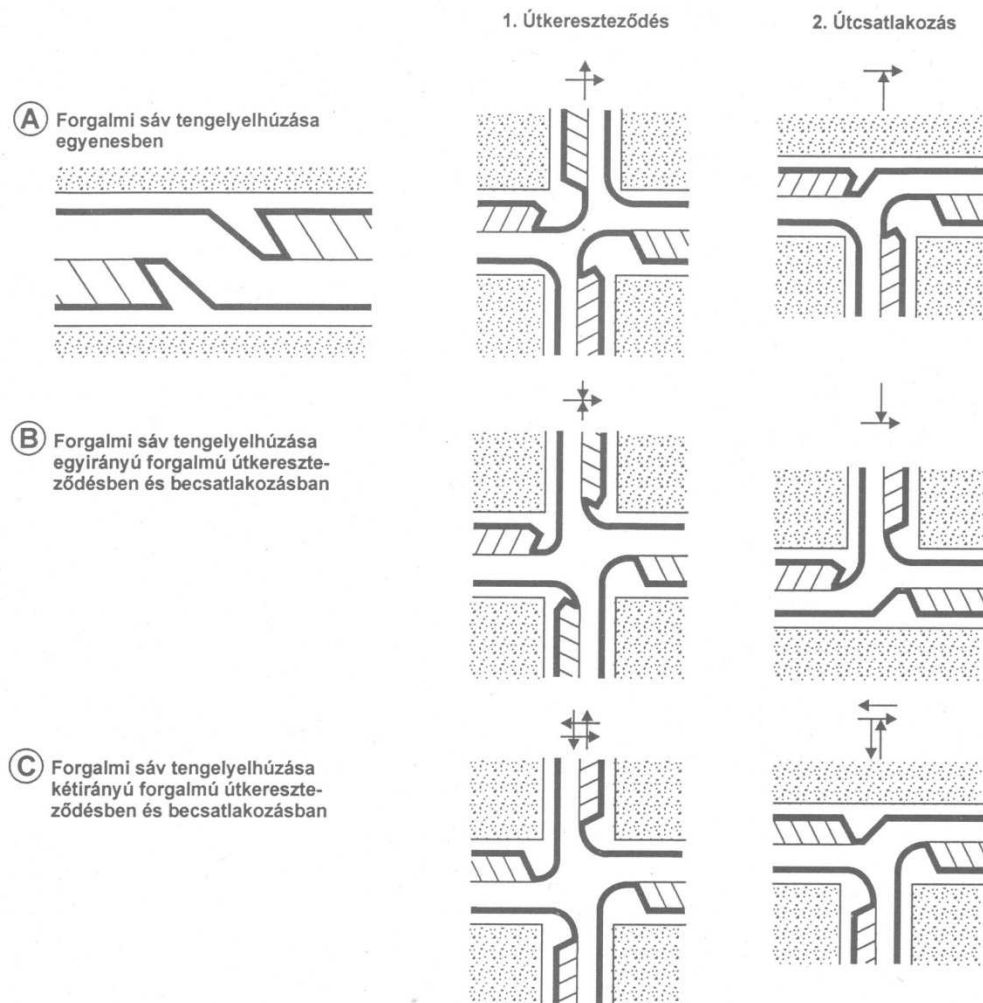 1. Útkereszteződés
2. Útcsatlakozás
A Forgalmi sáv tengelyelhúzása
egyenesben
B Forgalmi sáv tengelyelhúzása
egyirányú forgalmú útkereszte-
ződésben és becsatlakozásban
C Forgalmi sáv tengelyelhúzása
kétirányú forgalmú útkereszte-
ződésben és becsatlakozásban